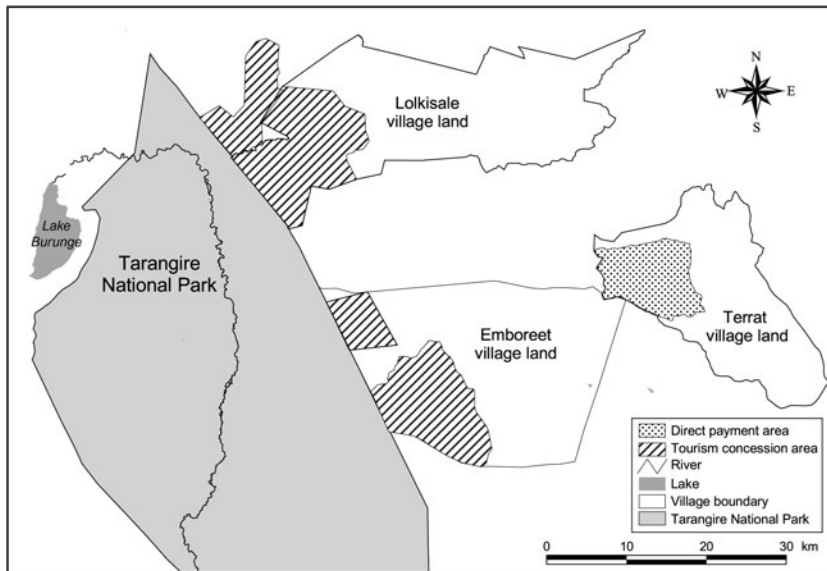 Lolkisale
village land
N
W E
S
Lake
Burunge
Tarangire
National Park
Emboreet
village land
Terrat
village land
Direct payment area
Tourism concession area
River
Lake
Village boundary
Tarangire National Park
km
0 10 20 30